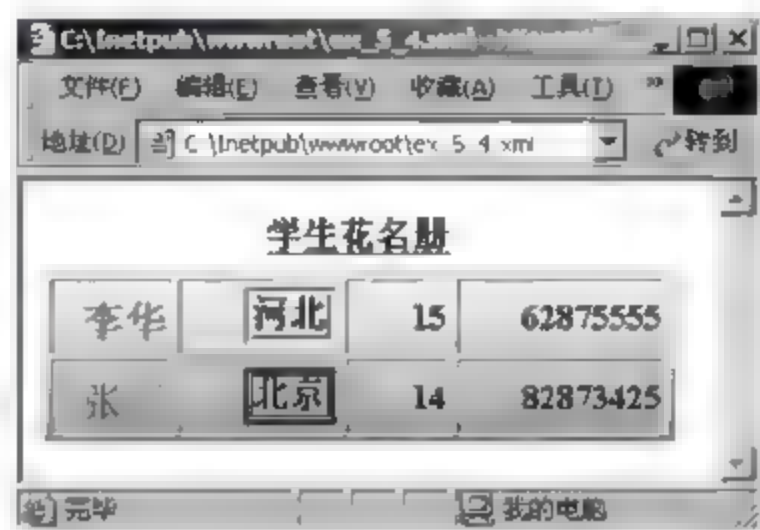 C:\Inetpub\wwwroot\ex_5_4.xml
文件(F) 编辑(E) 查看(V) 收藏(A) 工具(T) »
地址(D) C:\Inetpub\wwwroot\ex_5_4.xml 转到
学生花名册
李华 河北 15 62875555
张 北京 14 82873425
完毕 我的电脑